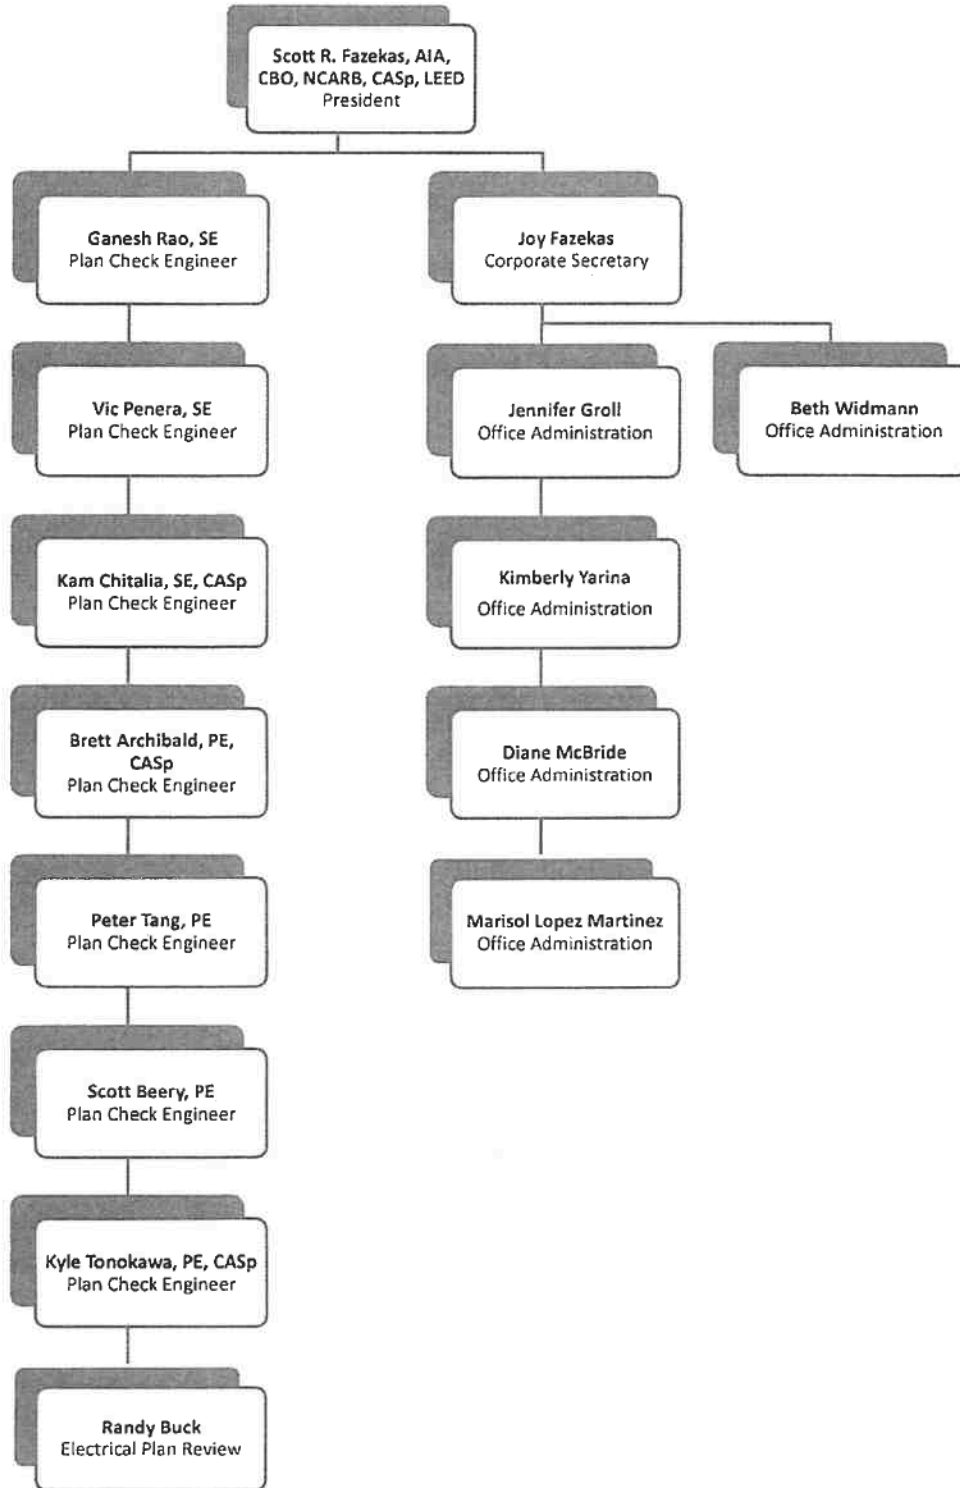 Scott R. Fazekas, AIA,
CBO, NCARB, CASp, LEED
President
Ganesh Rao, SE
Plan Check Engineer
Joy Fazekas
Corporate Secretary
Vic Penera, SE
Plan Check Engineer
Jennifer Groll
Office Administration
Beth Widmann
Office Administration
Kam Chitalia, SE, CASp
Plan Check Engineer
Kimberly Yarina
Office Administration
Brett Archibald, PE,
CASp
Plan Check Engineer
Diane McBride
Office Administration
Peter Tang, PE
Plan Check Engineer
Marisol Lopez Martinez
Office Administration
Scott Beery, PE
Plan Check Engineer
Kyle Tonokawa, PE, CASp
Plan Check Engineer
Randy Buck
Electrical Plan Review